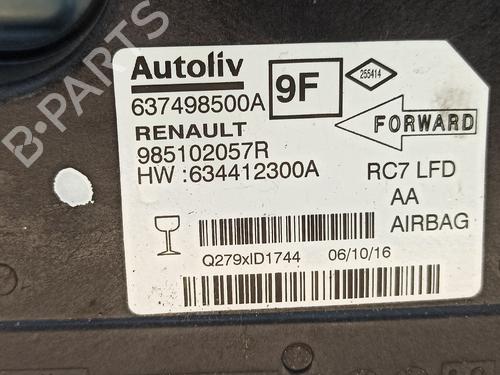 Autoliv
9F
255414
637498500A
RENAULT
FORWARD
985102057R
HW :634412300A
RC7 LFD
AA
AIRBAG
Q279xID1744
06/10/16
B-PARTS